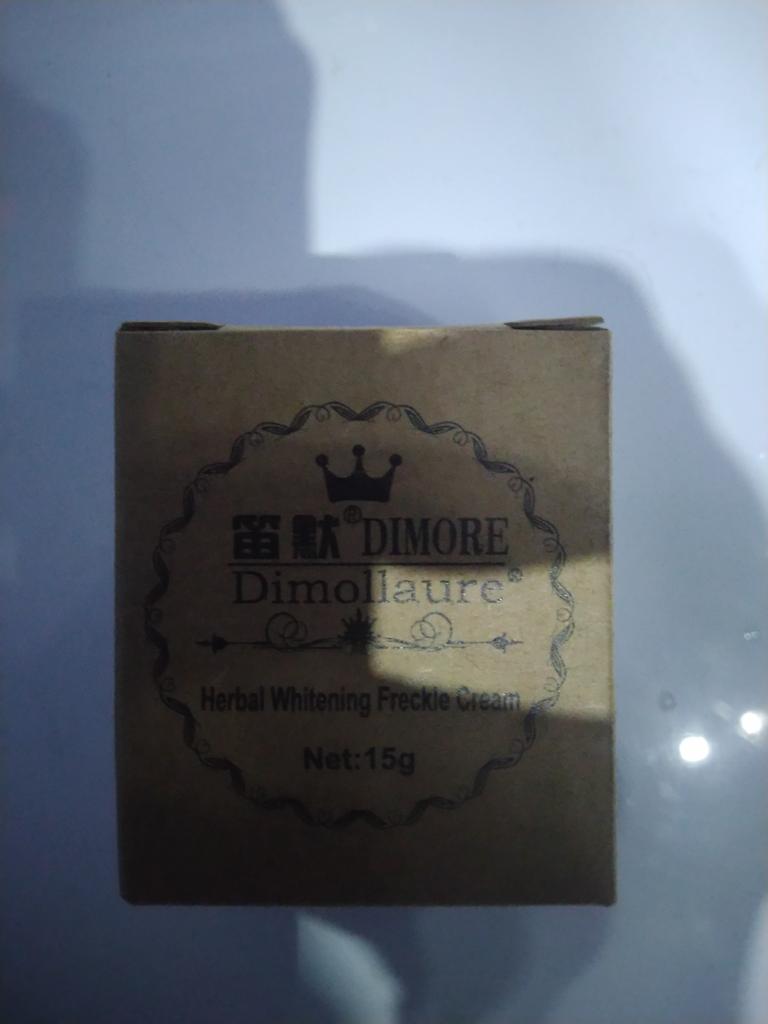 笛默® DIMORE
Dimollaure®
Herbal Whitening Freckle Cream
Net:15g